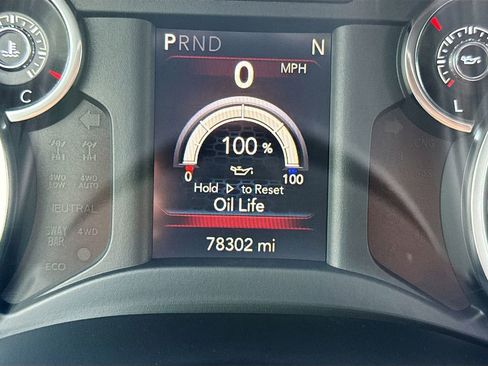 PRND N
0 MPH
C
L
100 %
0 100
Hold ▷ to Reset
Oil Life
78302 mi
4WD LOW
4WD AUTO
NEUTRAL
SWAY BAR
4WD
ECO